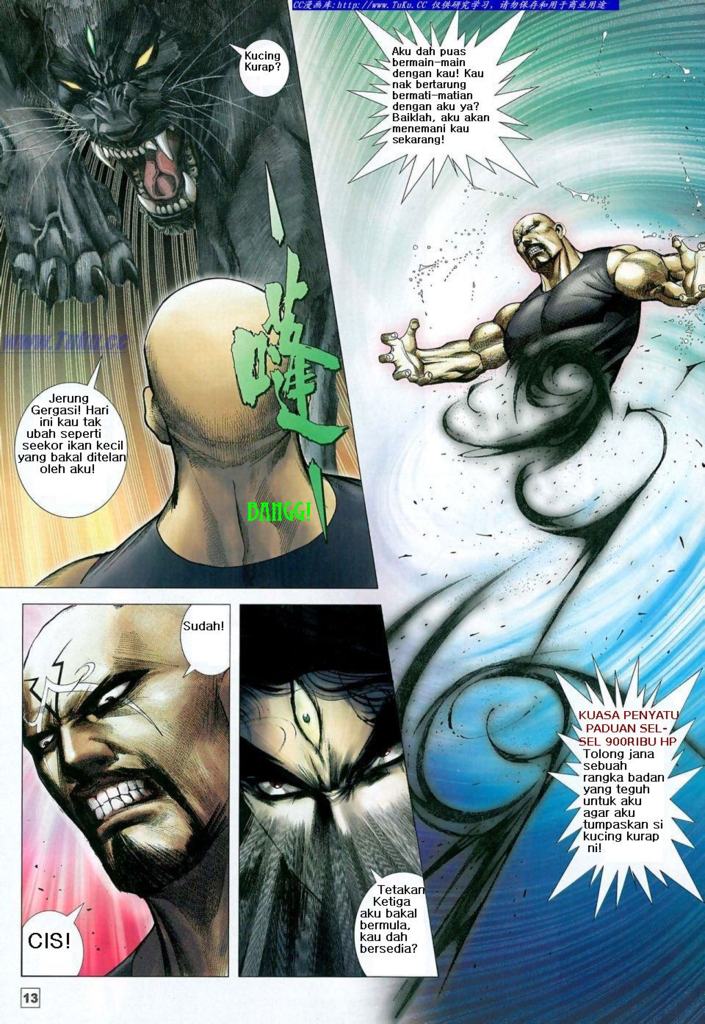 CC漫画库:http://www.TuKu.CC 仅供研究学习，请勿保存和用于商业用途
Kucing
Kurap?
www.Tuku.cc
Jerung
Gergasi! Hari
ini kau tak
ubah seperti
seekor ikan kecil
yang bakal ditelan
oleh aku!
嗟
BANGG!
Aku dah puas
bermain-main
dengan kau! Kau
nak bertarung
bermati-matian
dengan aku ya?
Baiklah, aku akan
menemani kau
sekarang!
KUASA PENYATU
PADUAN SEL-
SEL 900RIBU HP
Tolong jana
sebuah
rangka badan
yang teguh
untuk aku
agar aku
tumpaskan si
kucing kurap
ni!
Sudah!
CIS!
Tetakan
Ketiga
aku bakal
bermula,
kau dah
bersedia?
13